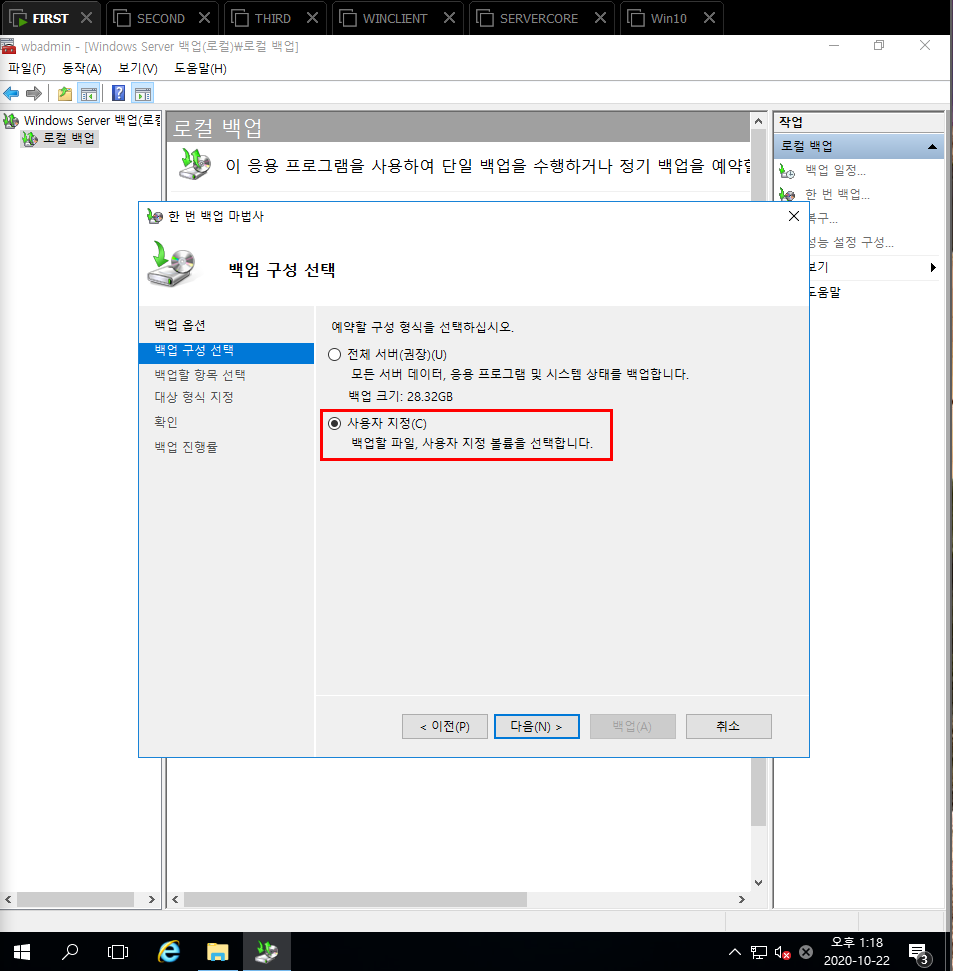 FIRST
SECOND
THIRD
WINCLIENT
SERVERCORE
Win10
wbadmin - [Windows Server 백업(로컬)₩로컬 백업]
파일(F) 동작(A) 보기(V) 도움말(H)
Windows Server 백업(로컬
로컬 백업
로컬 백업
이 응용 프로그램을 사용하여 단일 백업을 수행하거나 정기 백업을 예약할
작업
로컬 백업
백업 일정...
한 번 백업...
복구...
성능 설정 구성...
보기
도움말
한 번 백업 마법사
백업 구성 선택
백업 옵션
백업 구성 선택
백업할 항목 선택
대상 형식 지정
확인
백업 진행률
예약할 구성 형식을 선택하십시오.
전체 서버(권장)(U)
모든 서버 데이터, 응용 프로그램 및 시스템 상태를 백업합니다.
백업 크기: 28.32GB
사용자 지정(C)
백업할 파일, 사용자 지정 볼륨을 선택합니다.
< 이전(P)
다음(N) >
백업(A)
취소
오후 1:18
2020-10-22
3